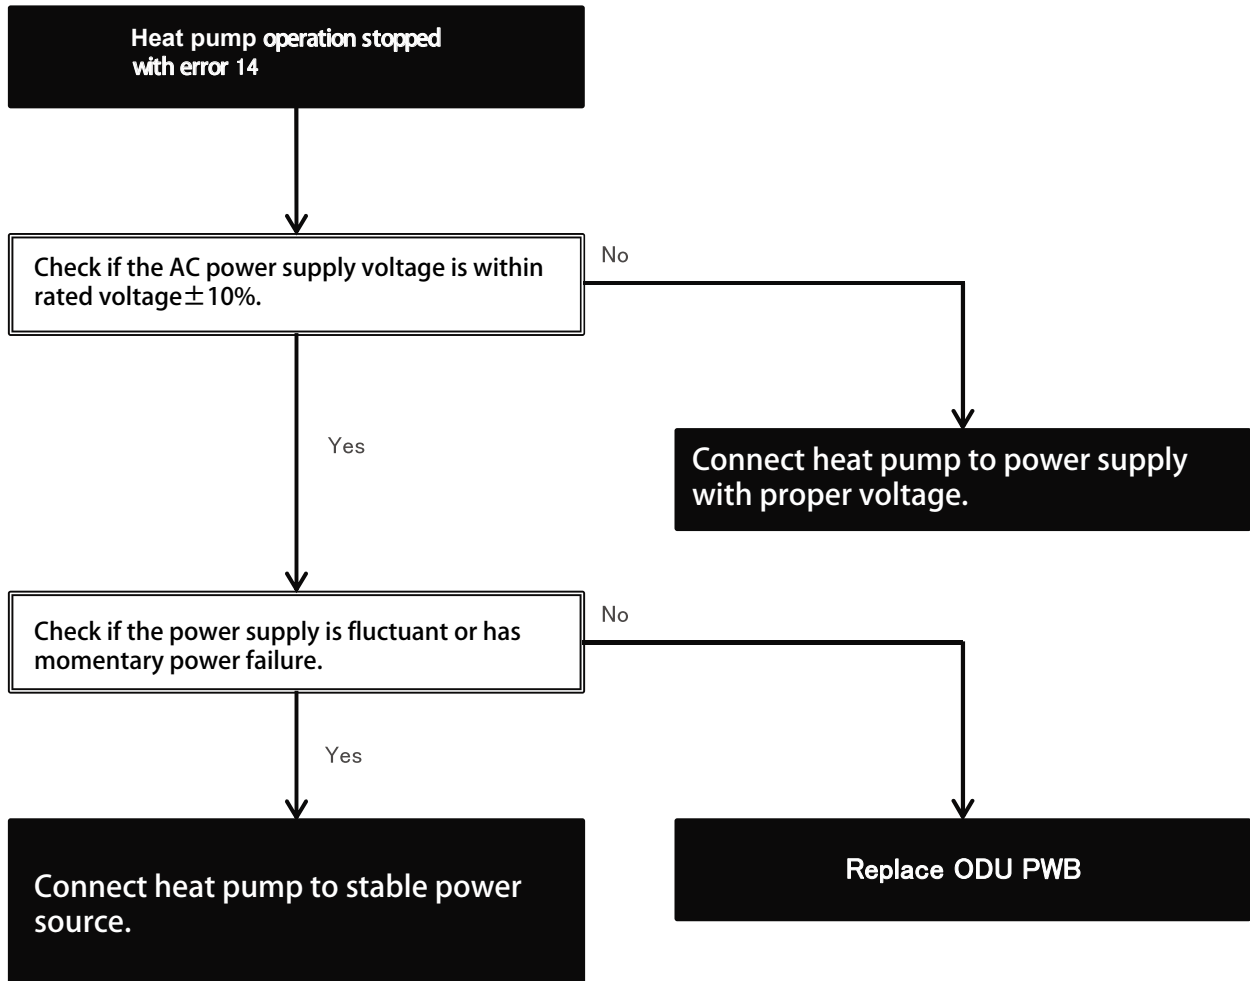 Heat pump operation stopped
with error 14
Check if the AC power supply voltage is within
rated voltage±10%.
No
Yes
Connect heat pump to power supply
with proper voltage.
Check if the power supply is fluctuant or has
momentary power failure.
No
Yes
Connect heat pump to stable power
source.
Replace ODU PWB